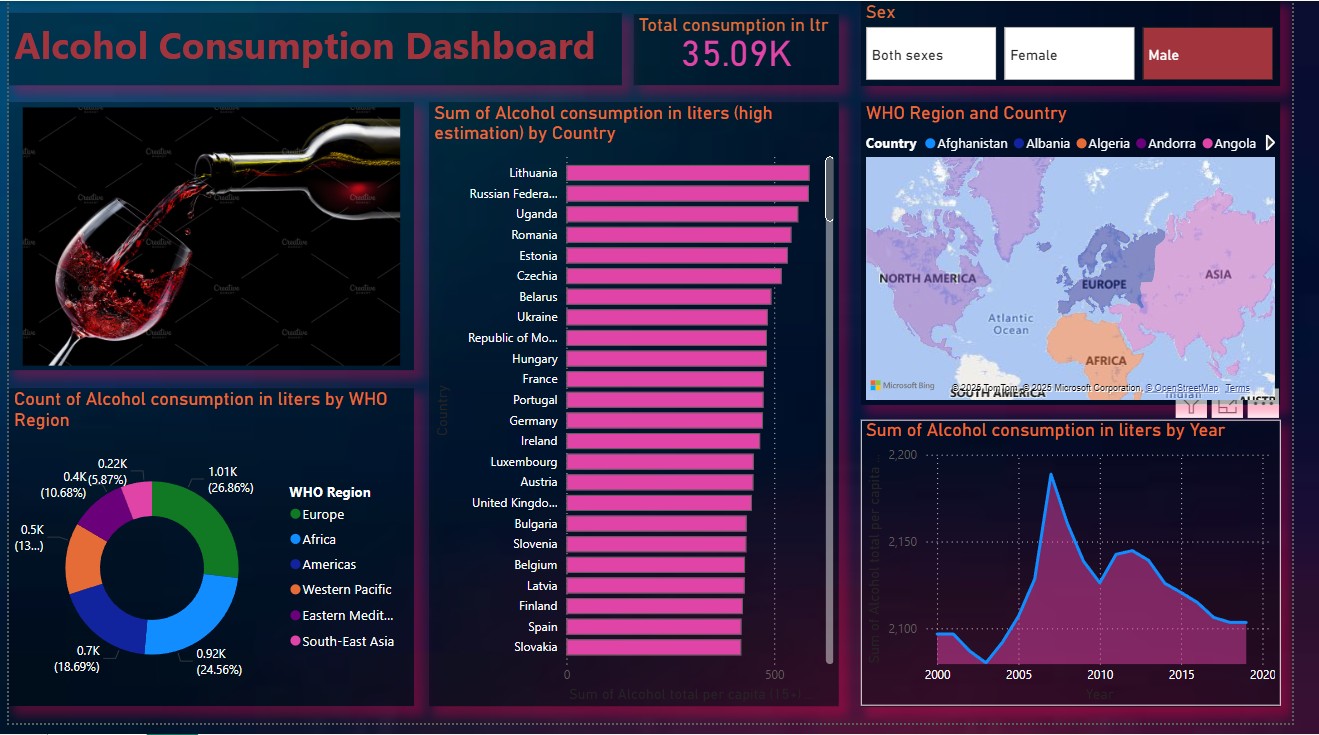 Alcohol Consumption Dashboard
Total consumption in ltr
35.09K
Sex
Both sexes
Female
Male
Sum of Alcohol consumption in liters (high
estimation) by Country
Country
Lithuania
Russian Federa...
Uganda
Romania
Estonia
Czechia
Belarus
Ukraine
Republic of Mo...
Hungary
France
Portugal
Germany
Ireland
Luxembourg
Austria
United Kingdo...
Bulgaria
Slovenia
Belgium
Latvia
Finland
Spain
Slovakia
0
500
Sum of Alcohol total per capita (15+) ...
WHO Region and Country
Country Afghanistan Albania Algeria Andorra Angola
NORTH AMERICA
EUROPE
ASIA
Atlantic
Ocean
AFRICA
SOUTH AMERICA
Indian
Microsoft Bing
© 2025 TomTom, © 2025 Microsoft Corporation, © OpenStreetMap Terms
Count of Alcohol consumption in liters by WHO
Region
0.22K
(5.87%)
0.4K
(10.68%)
1.01K
(26.86%)
0.5K
(13...)
0.7K
(18.69%)
0.92K
(24.56%)
WHO Region
Europe
Africa
Americas
Western Pacific
Eastern Medit...
South-East Asia
Sum of Alcohol consumption in liters by Year
Sum of Alcohol total per capita ...
2,200
2,150
2,100
2000
2005
2010
2015
2020
Year